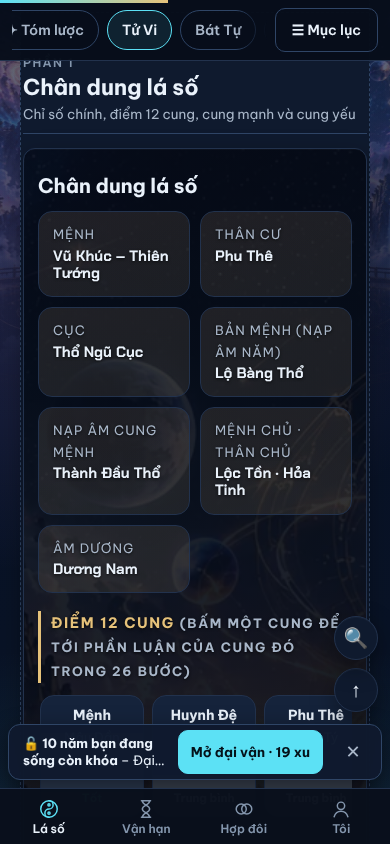 Tóm lược
Tử Vi
Bát Tự
☰ Mục lục
PHẦN 1
Chân dung lá số
Chỉ số chính, điểm 12 cung, cung mạnh và cung yếu
Chân dung lá số
MỆNH
Vũ Khúc — Thiên
Tướng
THÂN CƯ
Phu Thê
CỤC
Thổ Ngũ Cục
BẢN MỆNH (NẠP
ÂM NĂM)
Lộ Bàng Thổ
NẠP ÂM CUNG
MỆNH
Thành Đầu Thổ
MỆNH CHỦ ·
THÂN CHỦ
Lộc Tồn · Hỏa
Tinh
ÂM DƯƠNG
Dương Nam
ĐIỂM 12 CUNG (BẤM MỘT CUNG ĐỂ
TỚI PHẦN LUẬN CỦA CUNG ĐÓ
TRONG 26 BƯỚC)
Mệnh
Huynh Đệ
Phu Thê
🔓 10 năm bạn đang
sống còn khóa – Đại...
Mở đại vận · 19 xu
Lá số
Vận hạn
Hợp đôi
Tôi